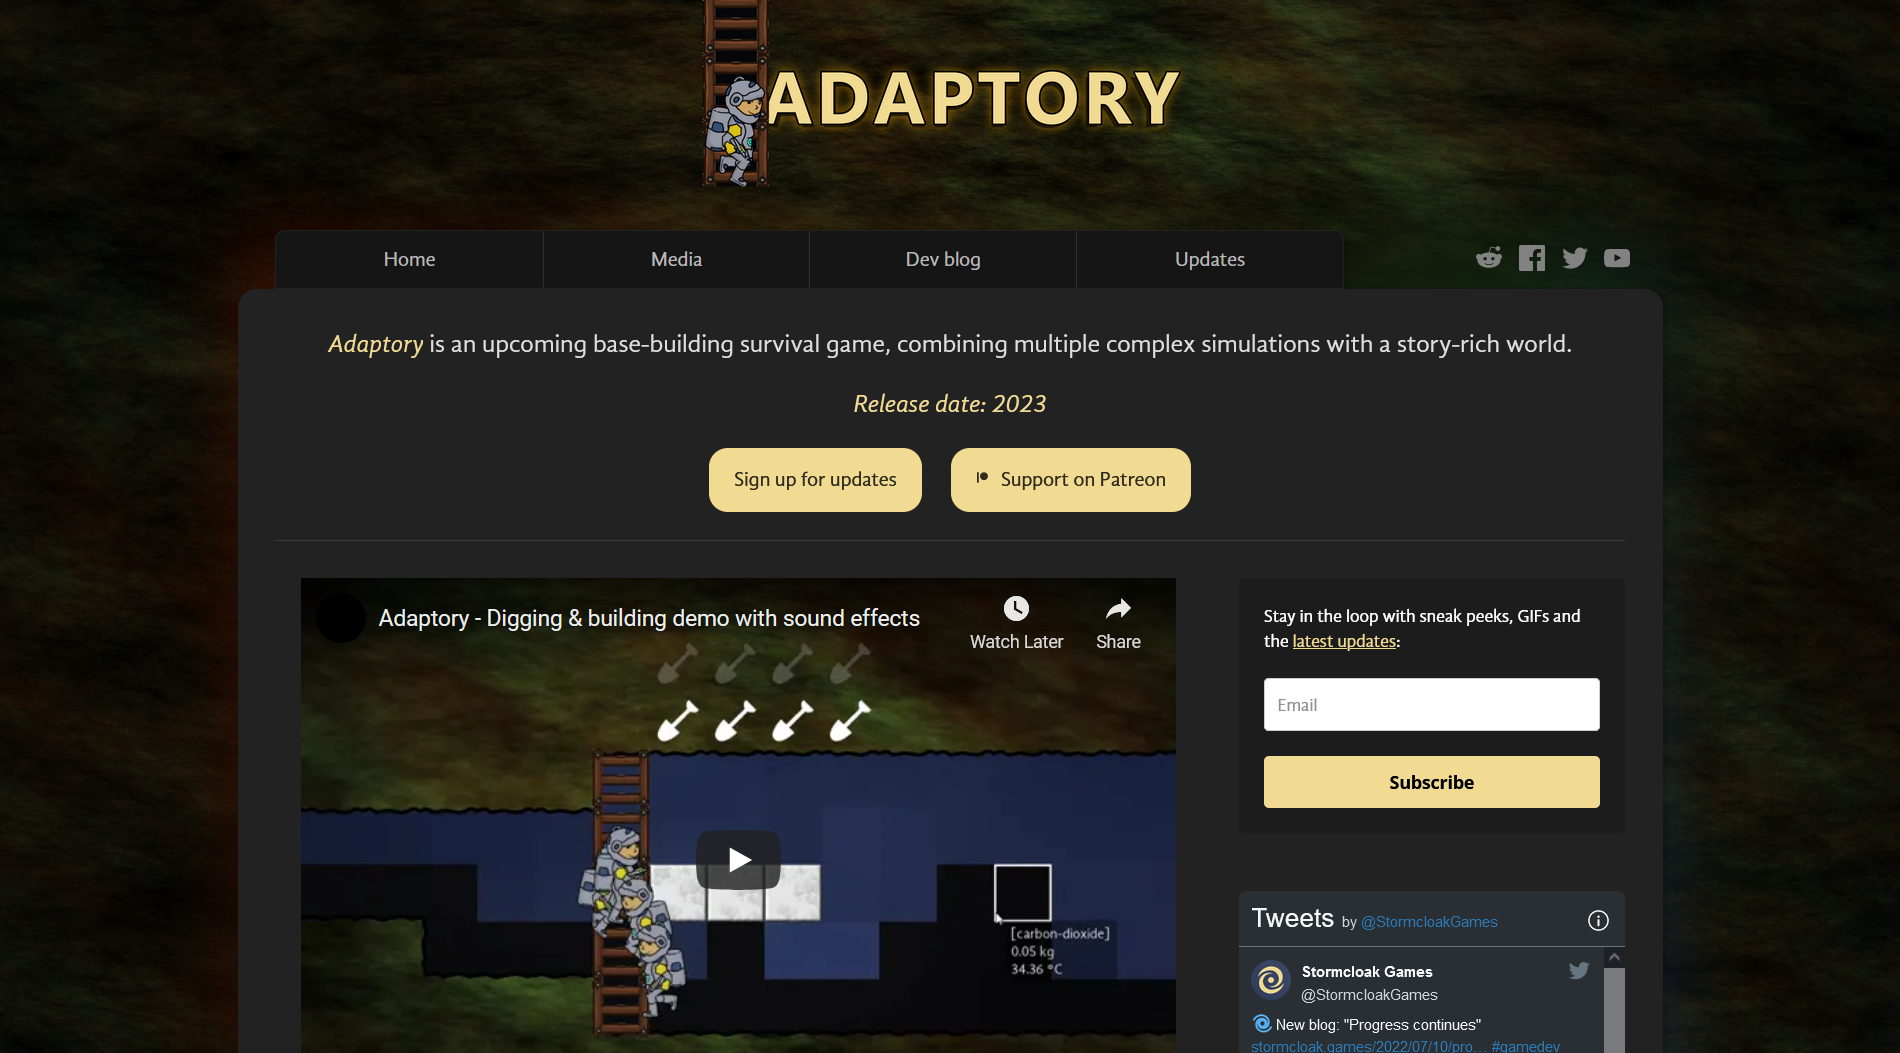 ADAPTORY
Home
Media
Dev blog
Updates
Adaptory is an upcoming base-building survival game, combining multiple complex simulations with a story-rich world.
Release date: 2023
Sign up for updates
Support on Patreon
Adaptory - Digging & building demo with sound effects
Watch Later
Share
[carbon-dioxide]
0.05 kg
34.36 °C
Stay in the loop with sneak peeks, GIFs and
the latest updates:
Email
Subscribe
Tweets by @StormcloakGames
Stormcloak Games
@StormcloakGames
New blog: "Progress continues"
stormcloak.games/2022/07/10/pro... #gamedev